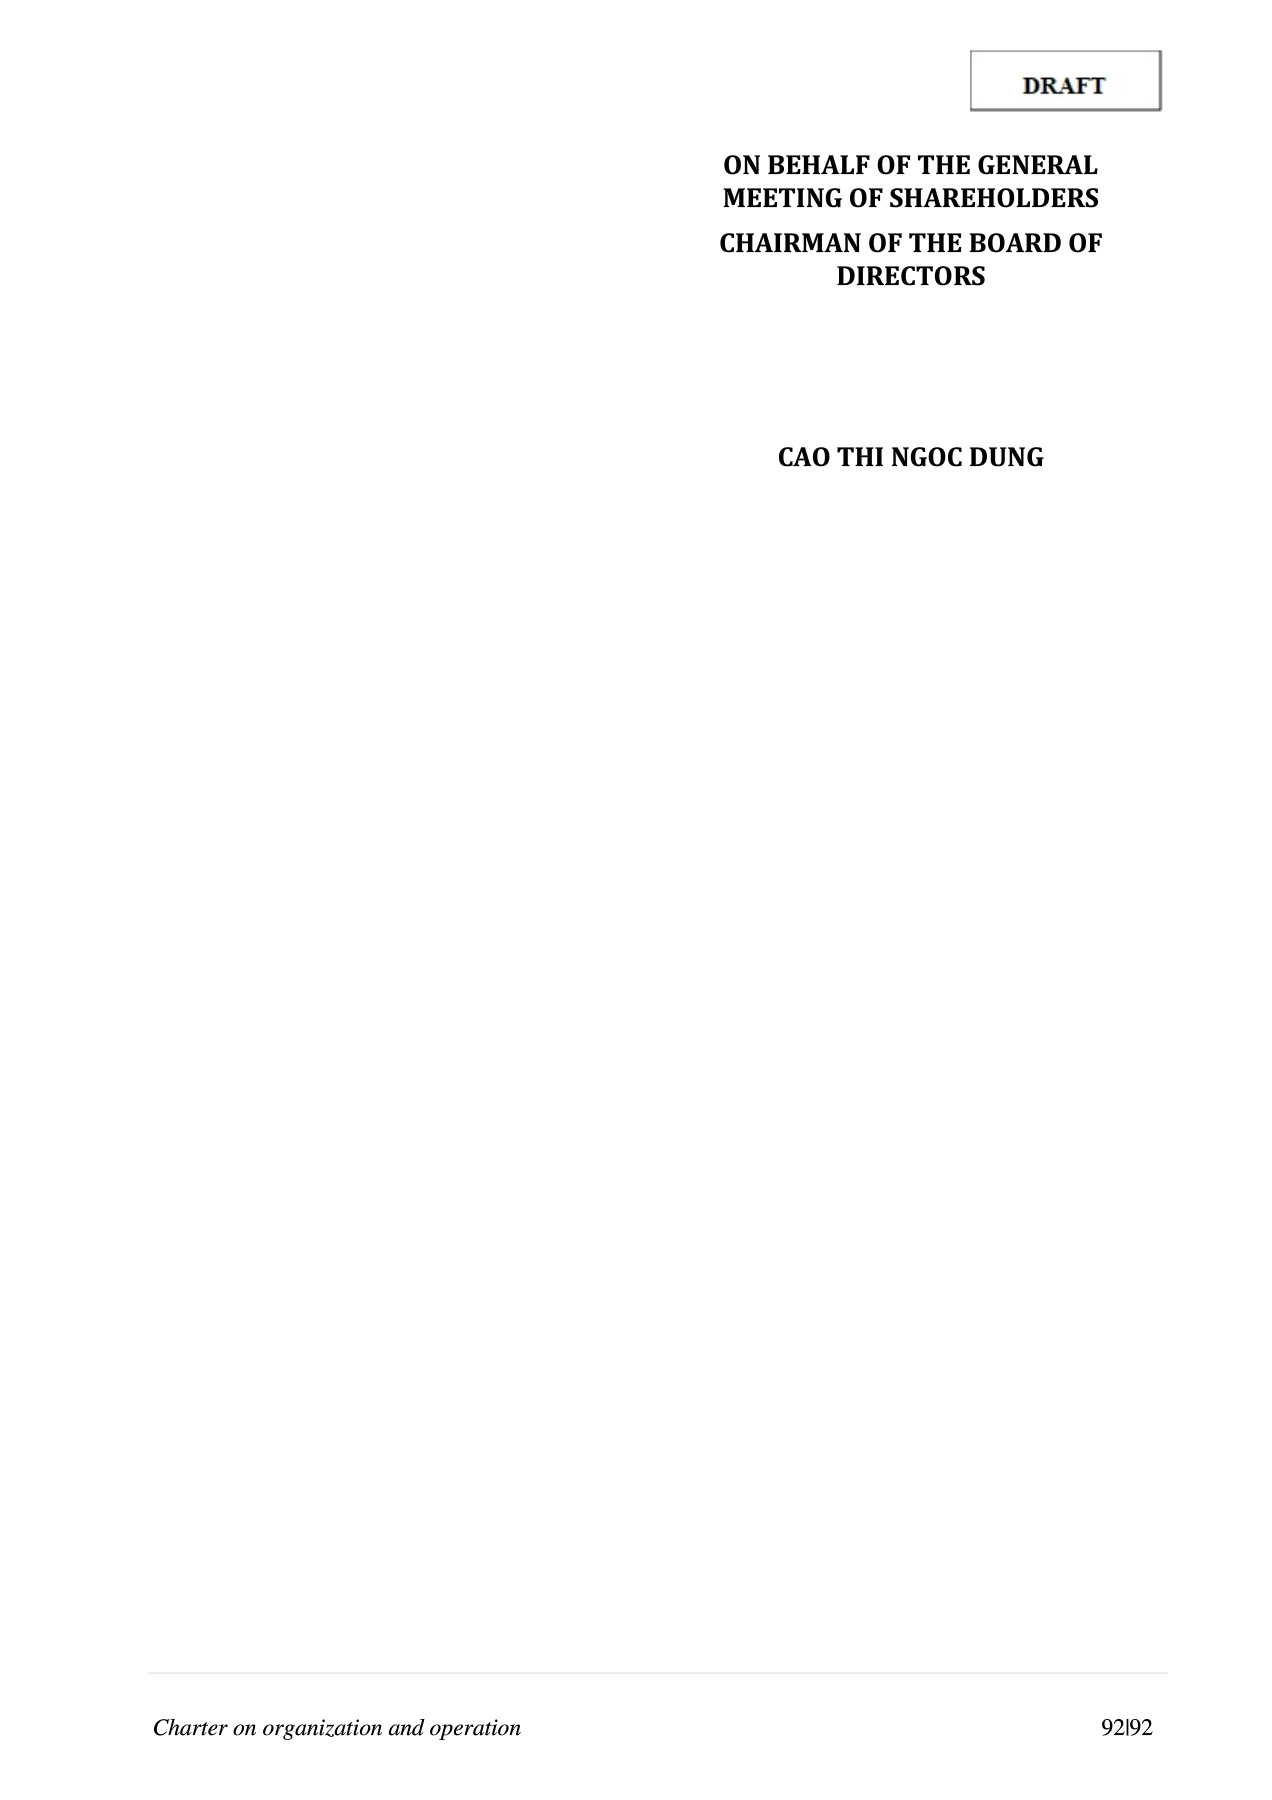 DRAFT
ON BEHALF OF THE GENERAL
MEETING OF SHAREHOLDERS
CHAIRMAN OF THE BOARD OF
DIRECTORS
CAO THI NGOC DUNG
Charter on organization and operation
92|92